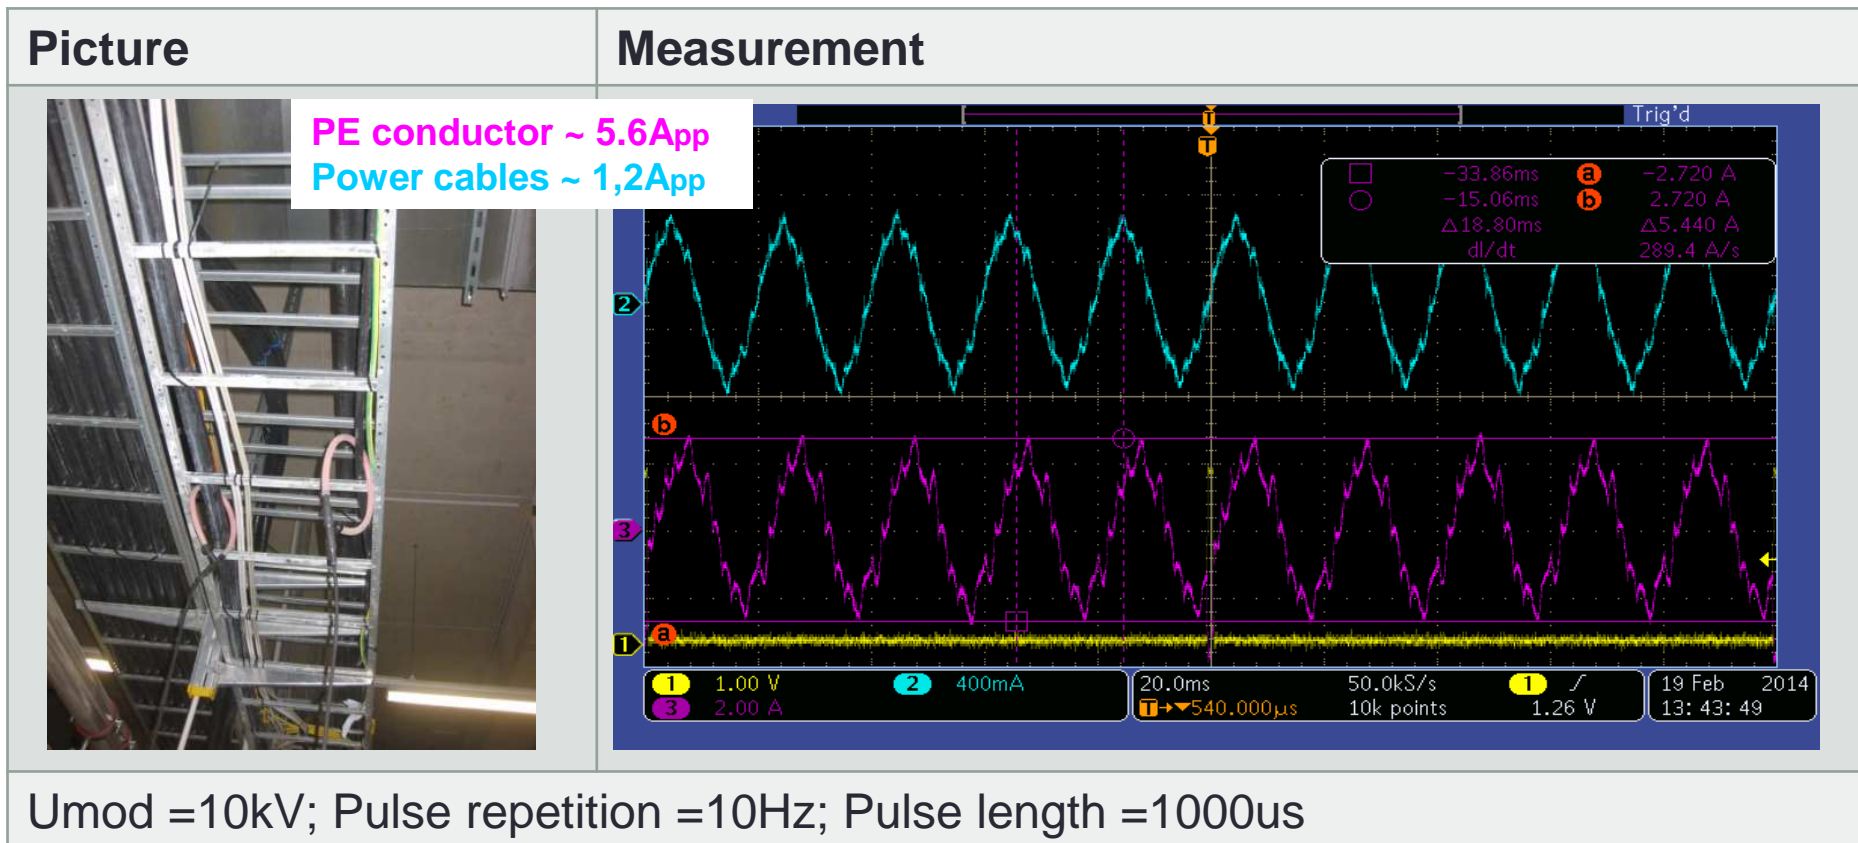 Picture
Measurement
PE conductor ~ 5.6App
Power cables ~ 1,2App
T
Trig'd
T
-33.86ms a -2.720 A
-15.06ms b 2.720 A
△18.80ms △5.440 A
dI/dt 289.4 A/s
2
b
3
a
1
1 1.00 V 2 400mA
3 2.00 A
20.0ms 50.0kS/s 1
T→▼540.000µs 10k points 1.26 V
19 Feb 2014
13: 43: 49
Umod =10kV; Pulse repetition =10Hz; Pulse length =1000us